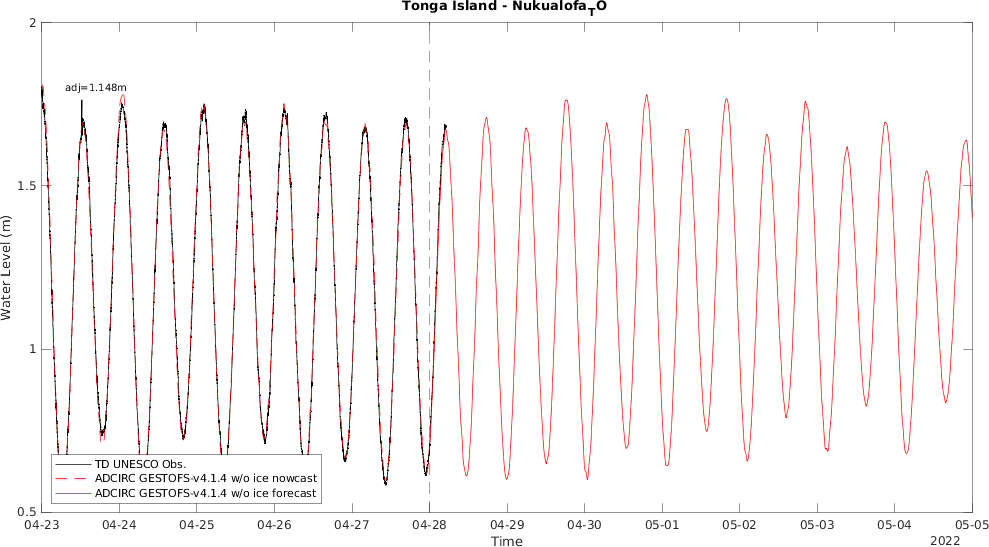 Tonga Island - Nukualofa_TO
2
adj=1.148m
1.5
Water Level (m)
1
TD UNESCO Obs.
ADCIRC GESTOFS-v4.1.4 w/o ice nowcast
ADCIRC GESTOFS-v4.1.4 w/o ice forecast
0.5
04-23 04-24 04-25 04-26 04-27 04-28 04-29 04-30 05-01 05-02 05-03 05-04 05-05
Time
2022